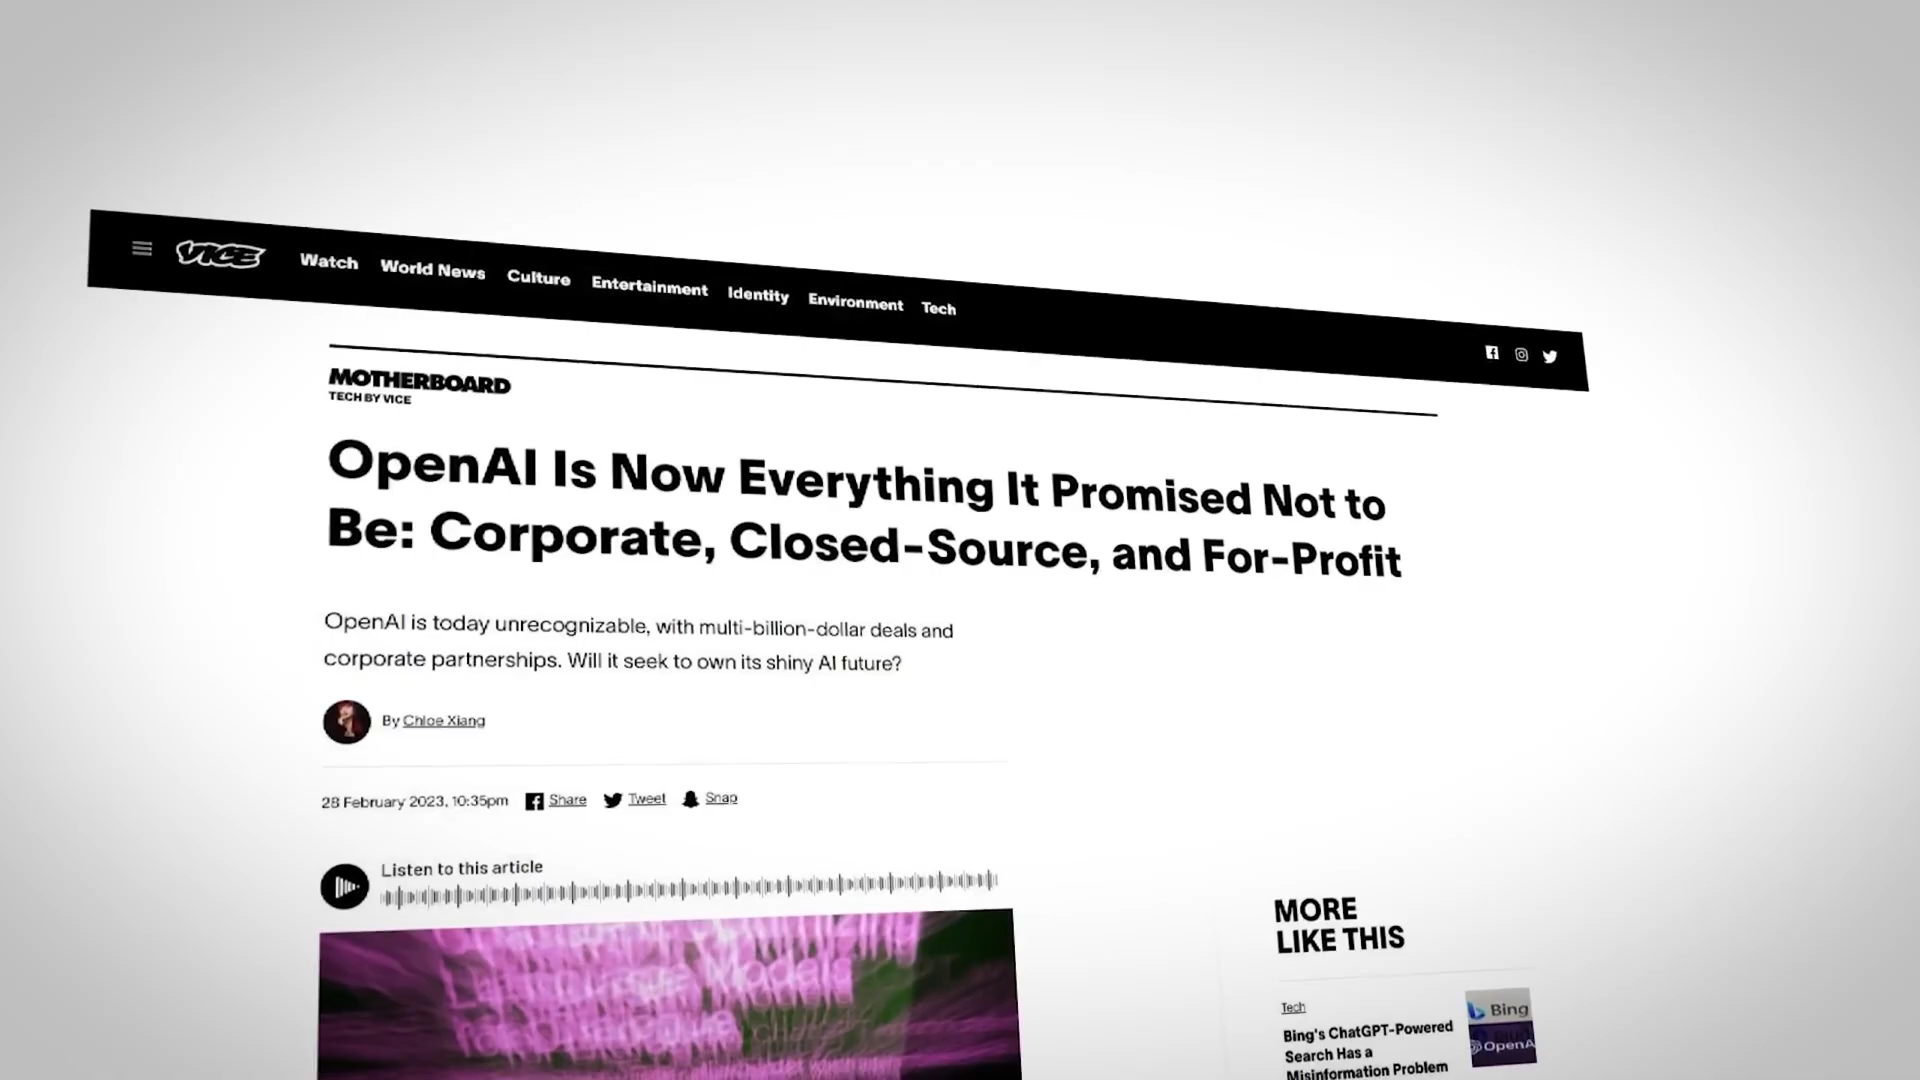 VICE
Watch World News Culture Entertainment Identity Environment Tech
MOTHERBOARD
TECH BY VICE
OpenAI Is Now Everything It Promised Not to
Be: Corporate, Closed-Source, and For-Profit
OpenAI is today unrecognizable, with multi-billion-dollar deals and
corporate partnerships. Will it seek to own its shiny AI future?
By Chloe Xiang
28 February 2023, 10:35pm Share Tweet Snap
Listen to this article
Language Models
MORE
LIKE THIS
Tech
Bing's ChatGPT-Powered
Search Has a
Misinformation Problem
Bing
OpenA